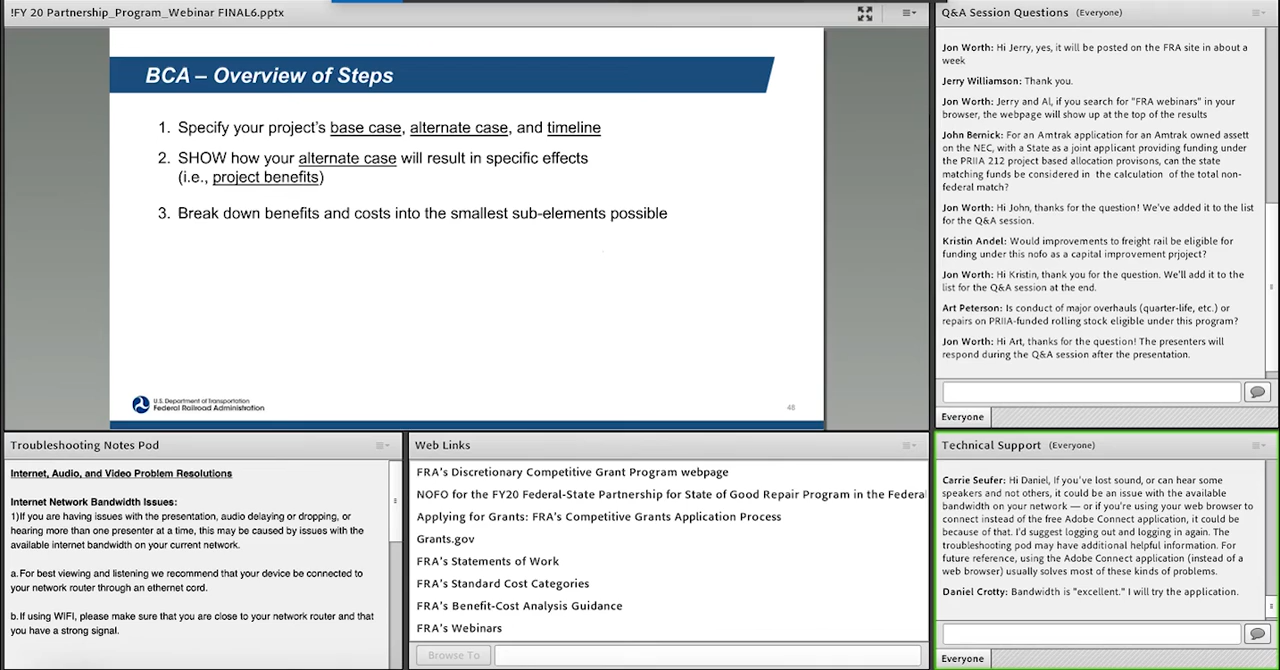 !FY 20 Partnership_Program_Webinar FINAL6.pptx
BCA – Overview of Steps
1. Specify your project's base case, alternate case, and timeline
2. SHOW how your alternate case will result in specific effects
(i.e., project benefits)
3. Break down benefits and costs into the smallest sub-elements possible
U.S. Department of Transportation
Federal Railroad Administration
48
Q&A Session Questions (Everyone)
Jon Worth: Hi Jerry, yes, it will be posted on the FRA site in about a
week
Jerry Williamson: Thank you.
Jon Worth: Jerry and Al, if you search for "FRA webinars" in your
browser, the webpage will show up at the top of the results
John Bernick: For an Amtrak application for an Amtrak owned assett
on the NEC, with a State as a joint applicant providing funding under
the PRIIA 212 project based allocation provisons, can the state
matching funds be considered in the calculation of the total non-
federal match?
Jon Worth: Hi John, thanks for the question! We've added it to the list
for the Q&A session.
Kristin Andel: Would improvements to freight rail be eligible for
funding under this nofo as a capital improvement prjoject?
Jon Worth: Hi Kristin, thank you for the question. We'll add it to the
list for the Q&A session at the end.
Art Peterson: Is conduct of major overhauls (quarter-life, etc.) or
repairs on PRIIA-funded rolling stock eligible under this program?
Jon Worth: Hi Art, thanks for the question! The presenters will
respond during the Q&A session after the presentation.
Everyone
Troubleshooting Notes Pod
Internet, Audio, and Video Problem Resolutions
Internet Network Bandwidth Issues:
1)If you are having issues with the presentation, audio delaying or dropping, or
hearing more than one presenter at a time, this may be caused by issues with the
available internet bandwidth on your current network.
a.For best viewing and listening we recommend that your device be connected to
your network router through an ethernet cord.
b.If using WIFI, please make sure that you are close to your network router and that
you have a strong signal.
Web Links
FRA's Discretionary Competitive Grant Program webpage
NOFO for the FY20 Federal-State Partnership for State of Good Repair Program in the Federal
Applying for Grants: FRA's Competitive Grants Application Process
Grants.gov
FRA's Statements of Work
FRA's Standard Cost Categories
FRA's Benefit-Cost Analysis Guidance
FRA's Webinars
Browse To
Technical Support (Everyone)
Carrie Seufer: Hi Daniel, If you've lost sound, or can hear some
speakers and not others, it could be an issue with the available
bandwidth on your network — or if you're using your web browser to
connect instead of the free Adobe Connect application, it could be
because of that. I'd suggest logging out and logging in again. The
troubleshooting pod may have additional helpful information. For
future reference, using the Adobe Connect application (instead of a
web browser) usually solves most of these kinds of problems.
Daniel Crotty: Bandwidth is "excellent." I will try the application.
Everyone